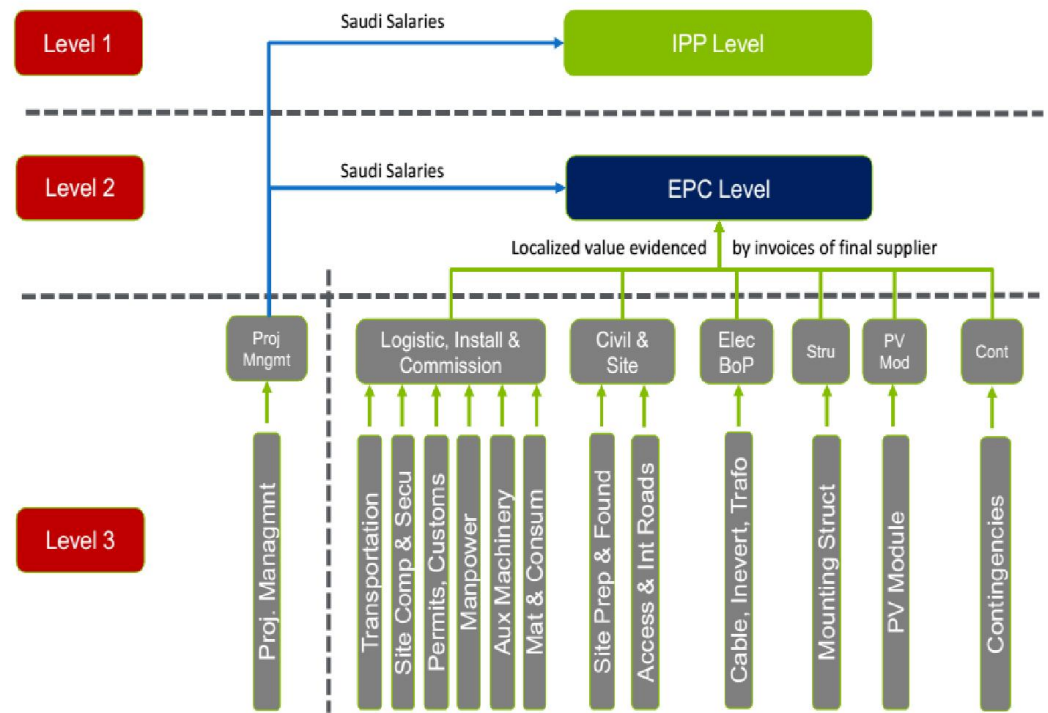 Saudi Salaries
Level 1
IPP Level
Saudi Salaries
Level 2
EPC Level
Localized value evidenced by invoices of final supplier
Proj
Mngmt
Logistic, Install &
Commission
Civil &
Site
Elec
BoP
Stru
PV
Mod
Cont
Level 3
Proj. Managmnt
Transportation
Site Comp & Secu
Permits, Customs
Manpower
Aux Machinery
Mat & Consum
Site Prep & Found
Access & Int Roads
Cable, Inevert, Trafo
Mounting Struct
PV Module
Contingencies